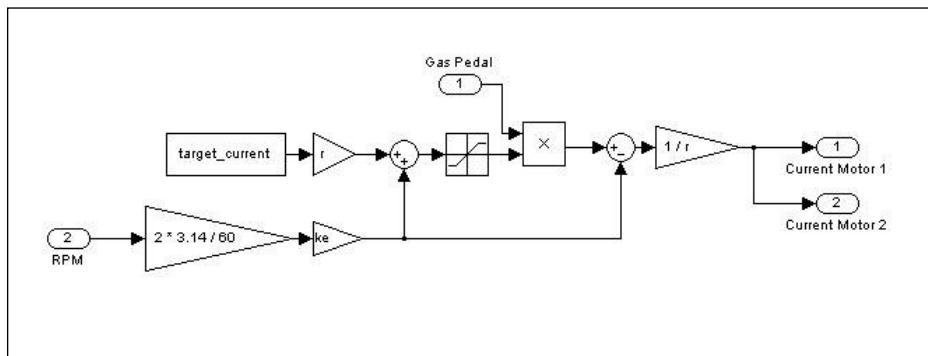 Gas Pedal
1
target_current
r
+
+
×
+
−
1 / r
1
Current Motor 1
2
Current Motor 2
2
RPM
2 * 3.14 / 60
ke